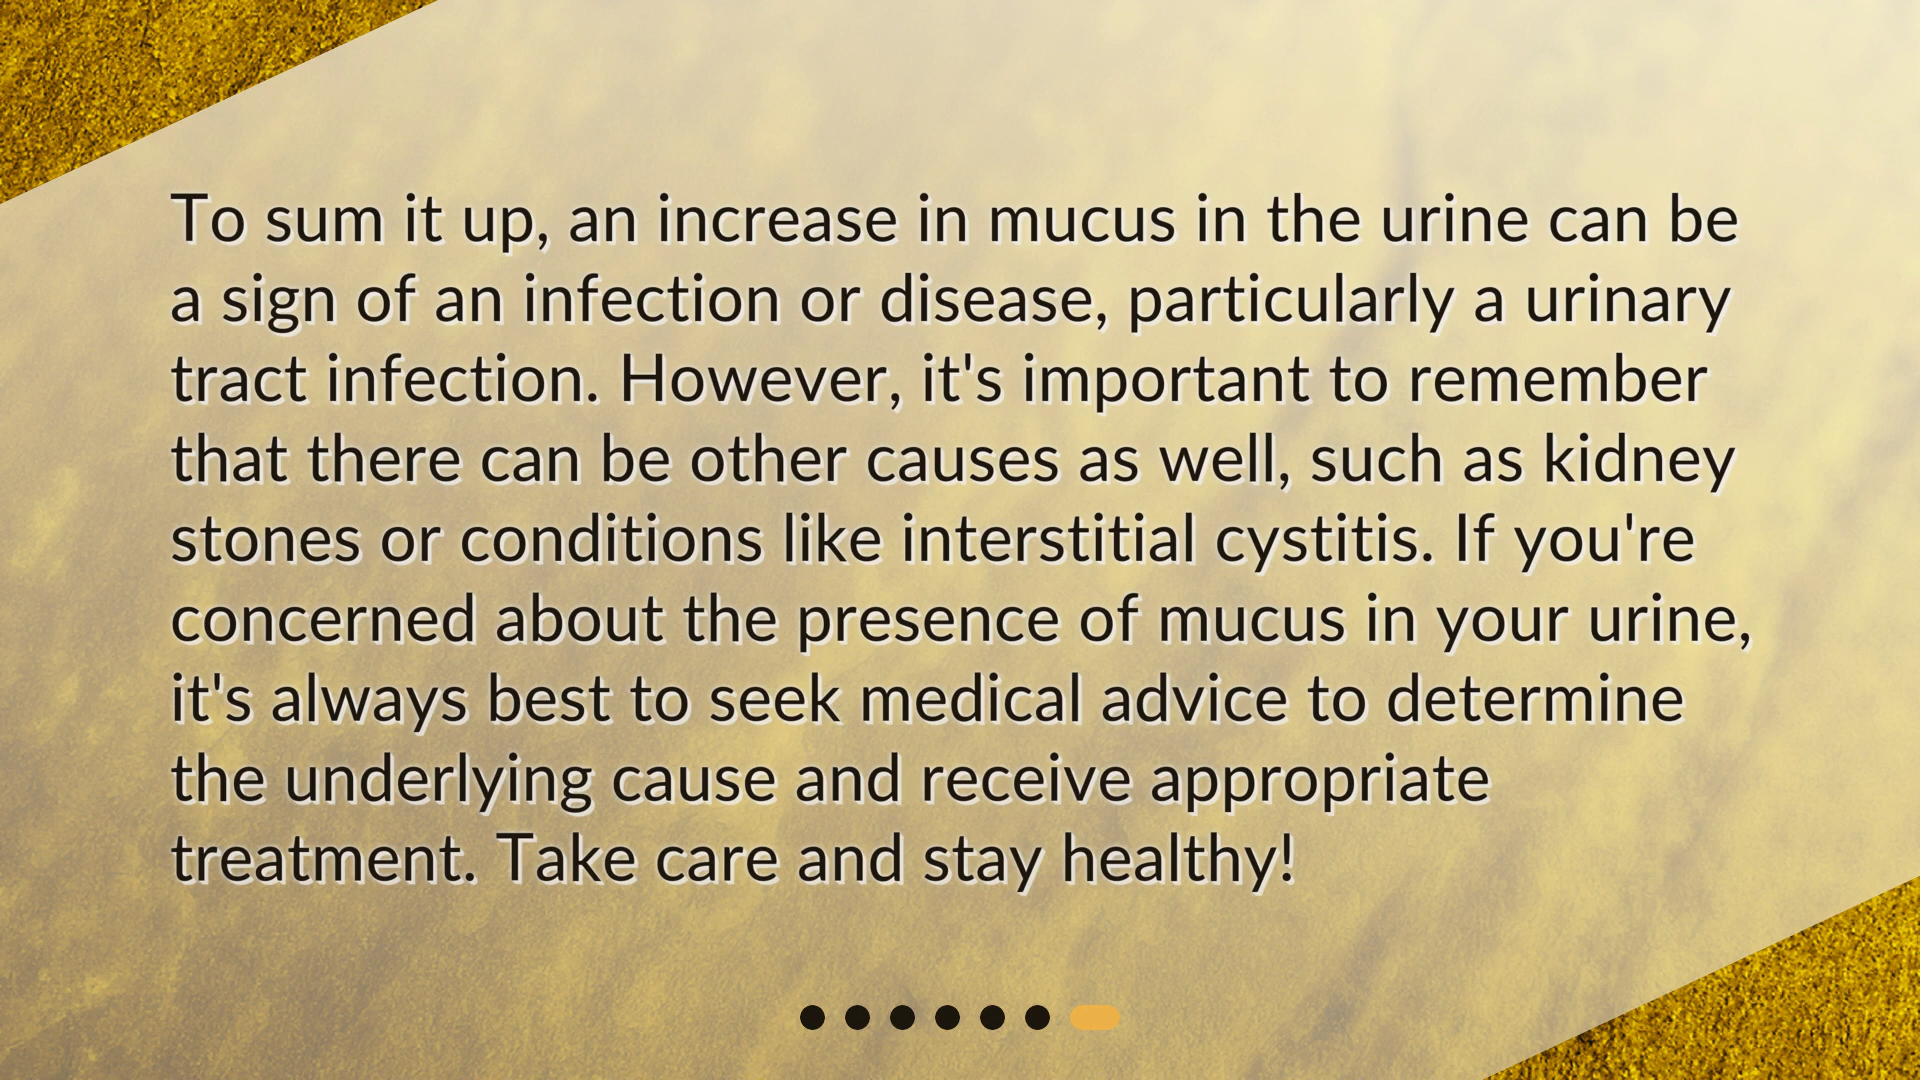 To sum it up, an increase in mucus in the urine can be
a sign of an infection or disease, particularly a urinary
tract infection. However, it's important to remember
that there can be other causes as well, such as kidney
stones or conditions like interstitial cystitis. If you're
concerned about the presence of mucus in your urine,
it's always best to seek medical advice to determine
the underlying cause and receive appropriate
treatment. Take care and stay healthy!